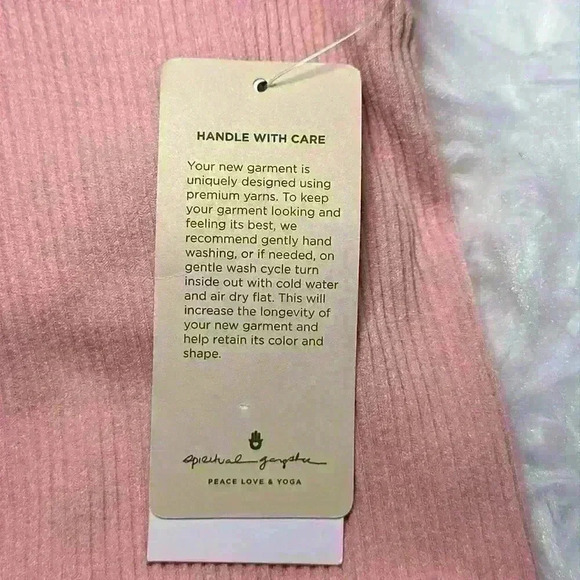 HANDLE WITH CARE
Your new garment is
uniquely designed using
premium yarns. To keep
your garment looking and
feeling its best, we
recommend gently hand
washing, or if needed, on
gentle wash cycle turn
inside out with cold water
and air dry flat. This will
increase the longevity of
your new garment and
help retain its color and
shape.
spiritual gangster
PEACE LOVE & YOGA